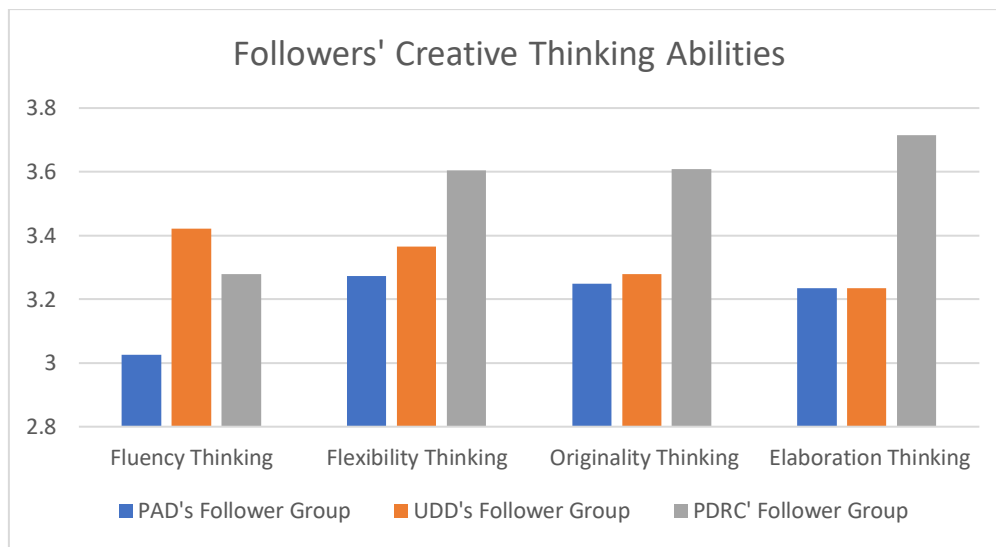 Followers' Creative Thinking Abilities
3.8
3.6
3.4
3.2
3
2.8
Fluency Thinking Flexibility Thinking Originality Thinking Elaboration Thinking
PAD's Follower Group UDD's Follower Group PDRC' Follower Group